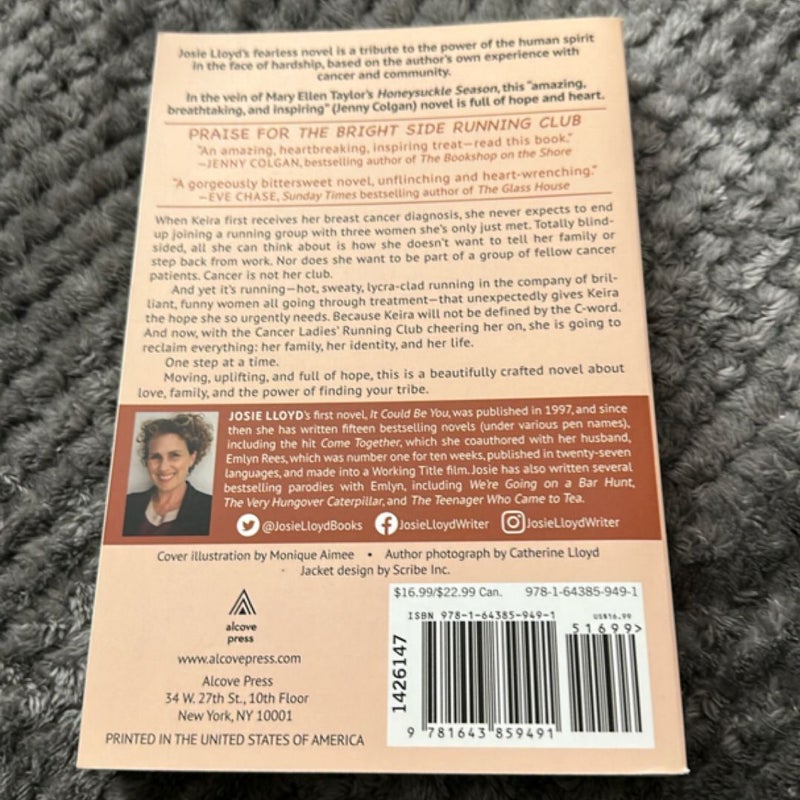 Josie Lloyd's fearless novel is a tribute to the power of the human spirit
in the face of hardship, based on the author's own experience with
cancer and community.
In the vein of Mary Ellen Taylor's Honeysuckle Season, this "amazing,
breathtaking, and inspiring" (Jenny Colgan) novel is full of hope and heart.
PRAISE FOR THE BRIGHT SIDE RUNNING CLUB
"An amazing, heartbreaking, inspiring treat—read this book."
—JENNY COLGAN, bestselling author of The Bookshop on the Shore
"A gorgeously bittersweet novel, unflinching and heart-wrenching."
—EVE CHASE, Sunday Times bestselling author of The Glass House
When Keira first receives her breast cancer diagnosis, she never expects to end
up joining a running group with three women she's only just met. Totally blind-
sided, all she can think about is how she doesn't want to tell her family or
step back from work. Nor does she want to be part of a group of fellow cancer
patients. Cancer is not her club.
And yet it's running—hot, sweaty, lycra-clad running in the company of bril-
liant, funny women all going through treatment—that unexpectedly gives Keira
the hope she so urgently needs. Because Keira will not be defined by the C-word.
And now, with the Cancer Ladies' Running Club cheering her on, she is going to
reclaim everything: her family, her identity, and her life.
One step at a time.
Moving, uplifting, and full of hope, this is a beautifully crafted novel about
love, family, and the power of finding your tribe.
JOSIE LLOYD's first novel, It Could Be You, was published in 1997, and since
then she has written fifteen bestselling novels (under various pen names),
including the hit Come Together, which she coauthored with her husband,
Emlyn Rees, which was number one for ten weeks, published in twenty-seven
languages, and made into a Working Title film. Josie has also written several
bestselling parodies with Emlyn, including We're Going on a Bar Hunt,
The Very Hungover Caterpillar, and The Teenager Who Came to Tea.
@JosieLloydBooks JosieLloydWriter JosieLloydWriter
Cover illustration by Monique Aimee • Author photograph by Catherine Lloyd
Jacket design by Scribe Inc.
alcove
press
www.alcovepress.com
Alcove Press
34 W. 27th St., 10th Floor
New York, NY 10001
PRINTED IN THE UNITED STATES OF AMERICA
$16.99/$22.99 Can. 978-1-64385-949-1
ISBN 978-1-64385-949-1
US$16.99
51699>
1426147
9 781643 859491